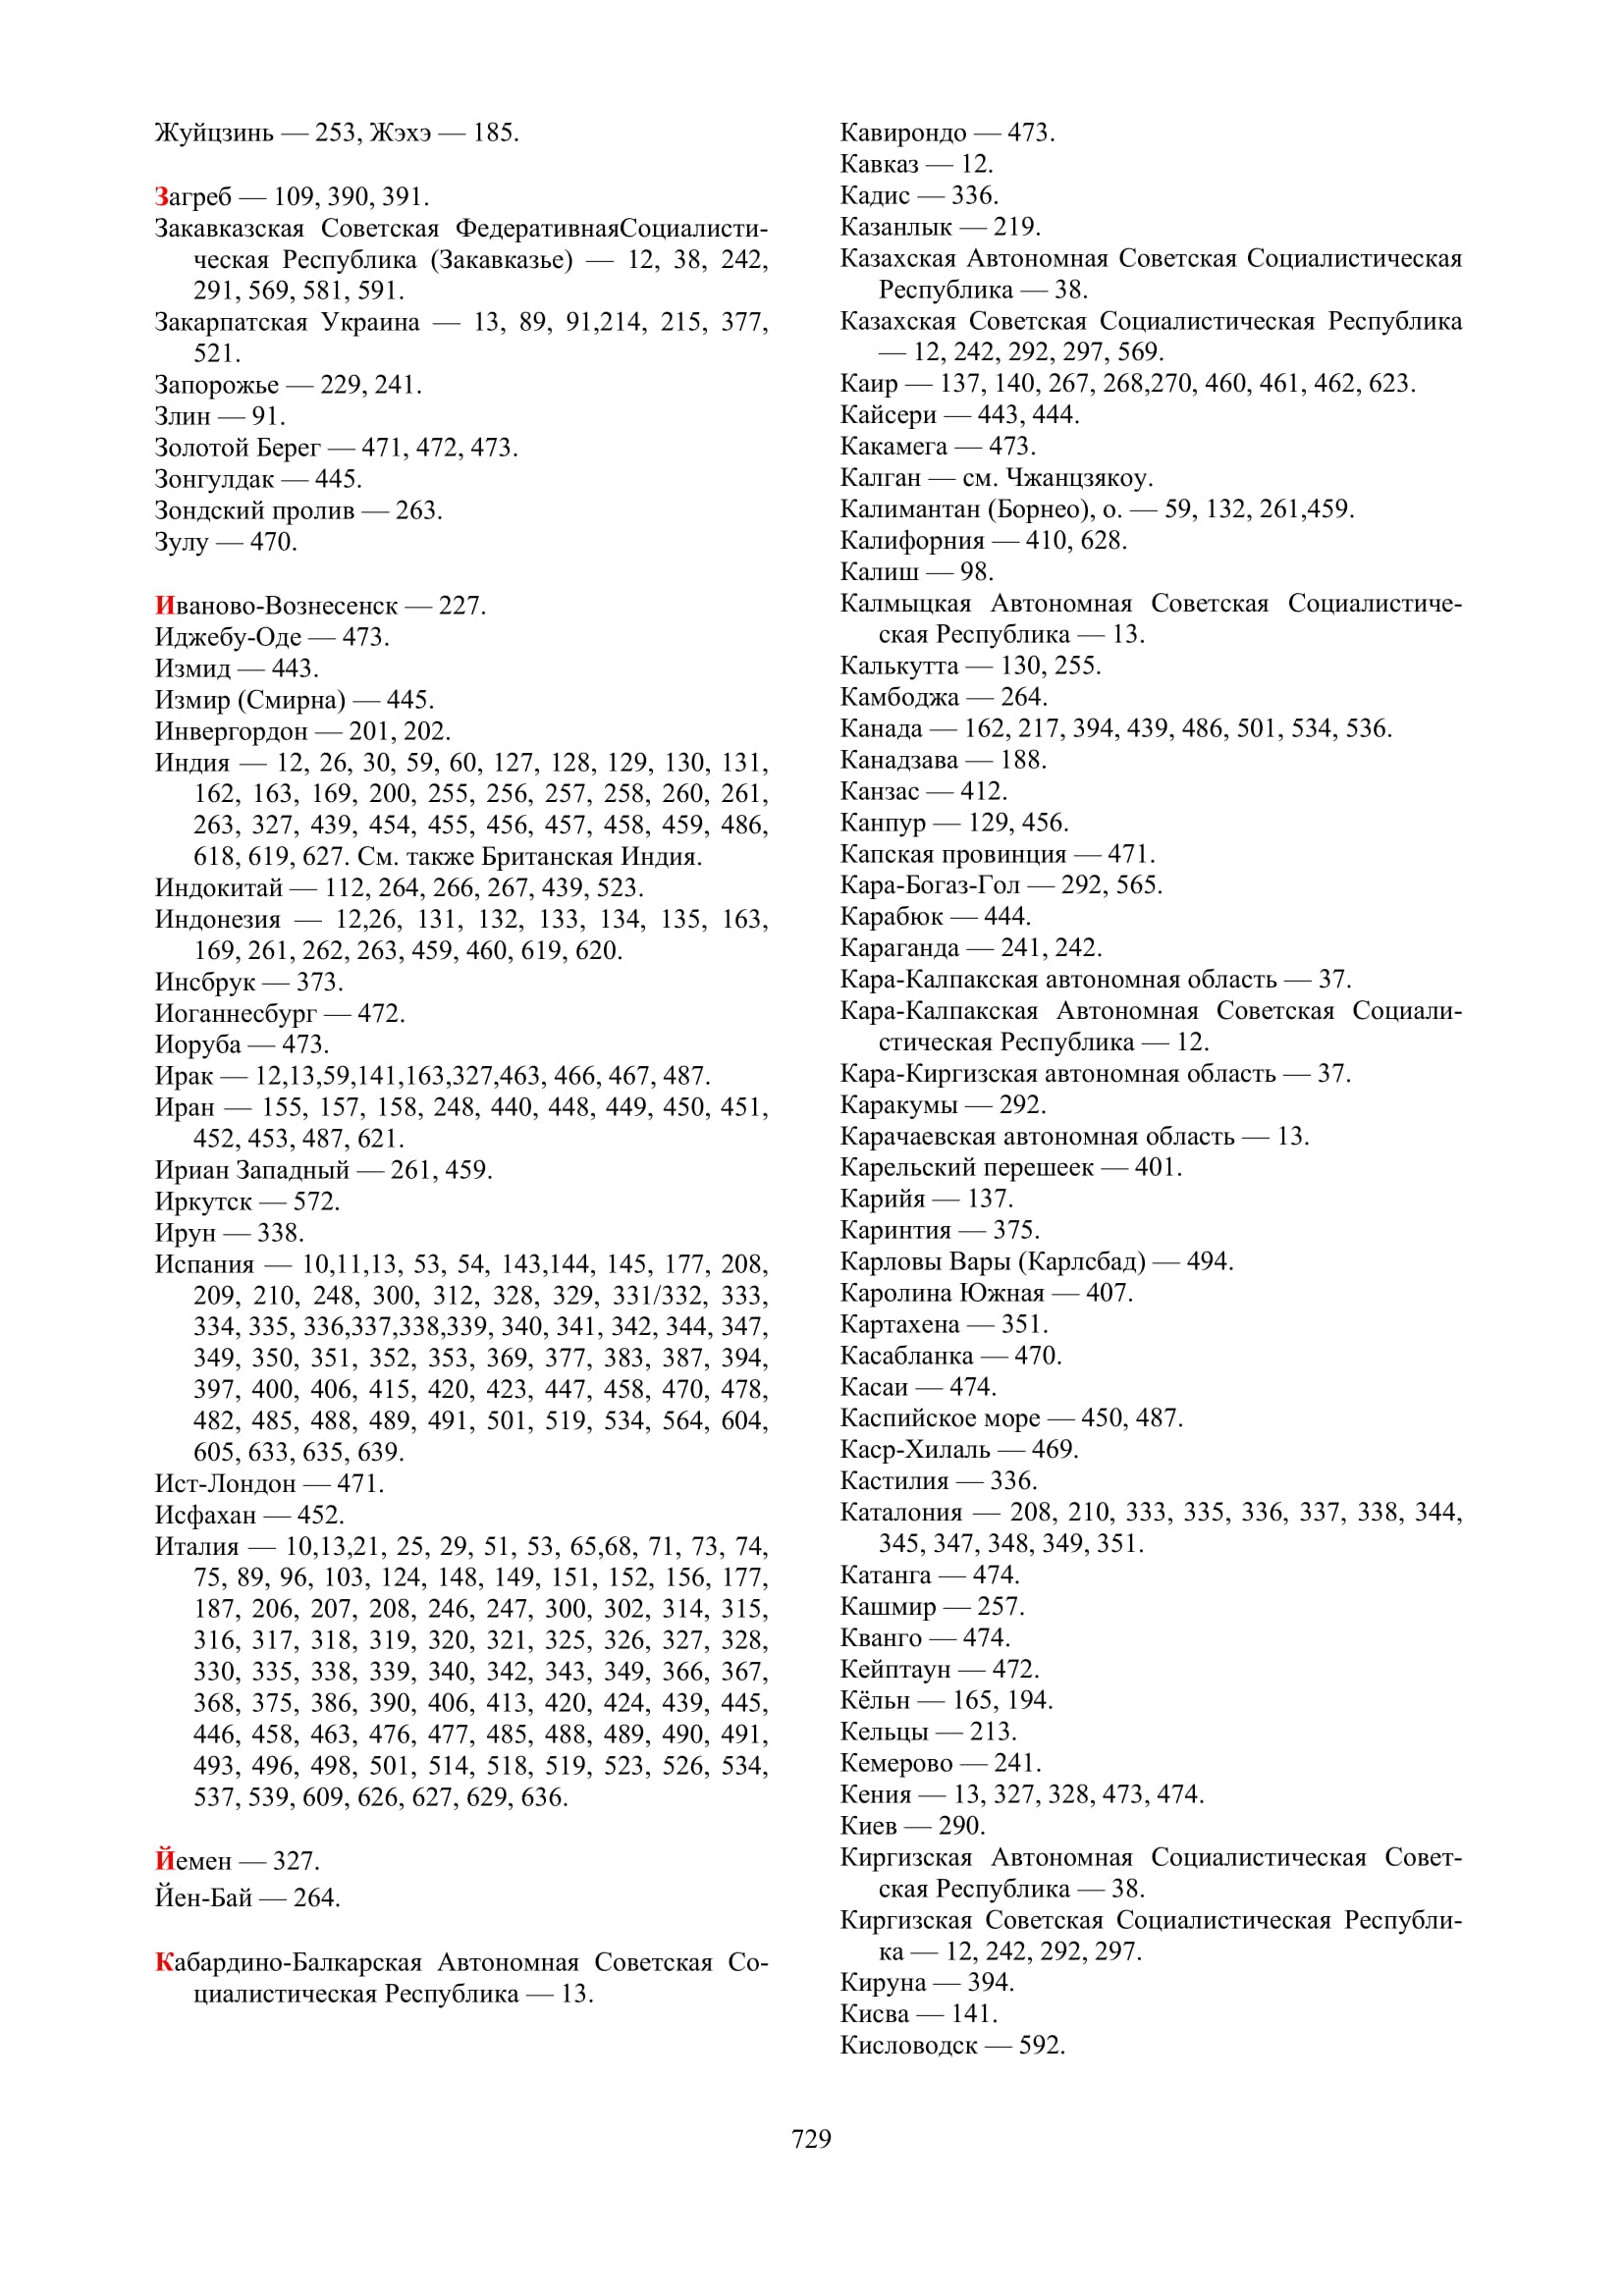 Жуйцзинь — 253, Жэхэ — 185.
Загреб — 109, 390, 391.
Закавказская Советская ФедеративнаяСоциалисти-
ческая Республика (Закавказье) — 12, 38, 242,
291, 569, 581, 591.
Закарпатская Украина — 13, 89, 91,214, 215, 377,
521.
Запорожье — 229, 241.
Злин — 91.
Золотой Берег — 471, 472, 473.
Зонгулдак — 445.
Зондский пролив — 263.
Зулу — 470.
Иваново-Вознесенск — 227.
Иджебу-Оде — 473.
Измид — 443.
Измир (Смирна) — 445.
Инвергордон — 201, 202.
Индия — 12, 26, 30, 59, 60, 127, 128, 129, 130, 131,
162, 163, 169, 200, 255, 256, 257, 258, 260, 261,
263, 327, 439, 454, 455, 456, 457, 458, 459, 486,
618, 619, 627. См. также Британская Индия.
Индокитай — 112, 264, 266, 267, 439, 523.
Индонезия — 12,26, 131, 132, 133, 134, 135, 163,
169, 261, 262, 263, 459, 460, 619, 620.
Инсбрук — 373.
Иоганнесбург — 472.
Иоруба — 473.
Ирак — 12,13,59,141,163,327,463, 466, 467, 487.
Иран — 155, 157, 158, 248, 440, 448, 449, 450, 451,
452, 453, 487, 621.
Ириан Западный — 261, 459.
Иркутск — 572.
Ирун — 338.
Испания — 10,11,13, 53, 54, 143,144, 145, 177, 208,
209, 210, 248, 300, 312, 328, 329, 331/332, 333,
334, 335, 336,337,338,339, 340, 341, 342, 344, 347,
349, 350, 351, 352, 353, 369, 377, 383, 387, 394,
397, 400, 406, 415, 420, 423, 447, 458, 470, 478,
482, 485, 488, 489, 491, 501, 519, 534, 564, 604,
605, 633, 635, 639.
Ист-Лондон — 471.
Исфахан — 452.
Италия — 10,13,21, 25, 29, 51, 53, 65,68, 71, 73, 74,
75, 89, 96, 103, 124, 148, 149, 151, 152, 156, 177,
187, 206, 207, 208, 246, 247, 300, 302, 314, 315,
316, 317, 318, 319, 320, 321, 325, 326, 327, 328,
330, 335, 338, 339, 340, 342, 343, 349, 366, 367,
368, 375, 386, 390, 406, 413, 420, 424, 439, 445,
446, 458, 463, 476, 477, 485, 488, 489, 490, 491,
493, 496, 498, 501, 514, 518, 519, 523, 526, 534,
537, 539, 609, 626, 627, 629, 636.
Йемен — 327.
Йен-Бай — 264.
Кабардино-Балкарская Автономная Советская Со-
циалистическая Республика — 13.
Кавирондо — 473.
Кавказ — 12.
Кадис — 336.
Казанлык — 219.
Казахская Автономная Советская Социалистическая
Республика — 38.
Казахская Советская Социалистическая Республика
— 12, 242, 292, 297, 569.
Каир — 137, 140, 267, 268,270, 460, 461, 462, 623.
Кайсери — 443, 444.
Какамега — 473.
Калган — см. Чжанцзякоу.
Калимантан (Борнео), о. — 59, 132, 261,459.
Калифорния — 410, 628.
Калиш — 98.
Калмыцкая Автономная Советская Социалистиче-
ская Республика — 13.
Калькутта — 130, 255.
Камбоджа — 264.
Канада — 162, 217, 394, 439, 486, 501, 534, 536.
Канадзава — 188.
Канзас — 412.
Канпур — 129, 456.
Капская провинция — 471.
Кара-Богаз-Гол — 292, 565.
Карабюк — 444.
Караганда — 241, 242.
Кара-Калпакская автономная область — 37.
Кара-Калпакская Автономная Советская Социали-
стическая Республика — 12.
Кара-Киргизская автономная область — 37.
Каракумы — 292.
Карачаевская автономная область — 13.
Карельский перешеек — 401.
Карийя — 137.
Каринтия — 375.
Карловы Вары (Карлсбад) — 494.
Каролина Южная — 407.
Картахена — 351.
Касабланка — 470.
Касаи — 474.
Каспийское море — 450, 487.
Каср-Хилаль — 469.
Кастилия — 336.
Каталония — 208, 210, 333, 335, 336, 337, 338, 344,
345, 347, 348, 349, 351.
Катанга — 474.
Кашмир — 257.
Кванго — 474.
Кейптаун — 472.
Кёльн — 165, 194.
Кельцы — 213.
Кемерово — 241.
Кения — 13, 327, 328, 473, 474.
Киев — 290.
Киргизская Автономная Социалистическая Совет-
ская Республика — 38.
Киргизская Советская Социалистическая Республи-
ка — 12, 242, 292, 297.
Кируна — 394.
Кисва — 141.
Кисловодск — 592.
729